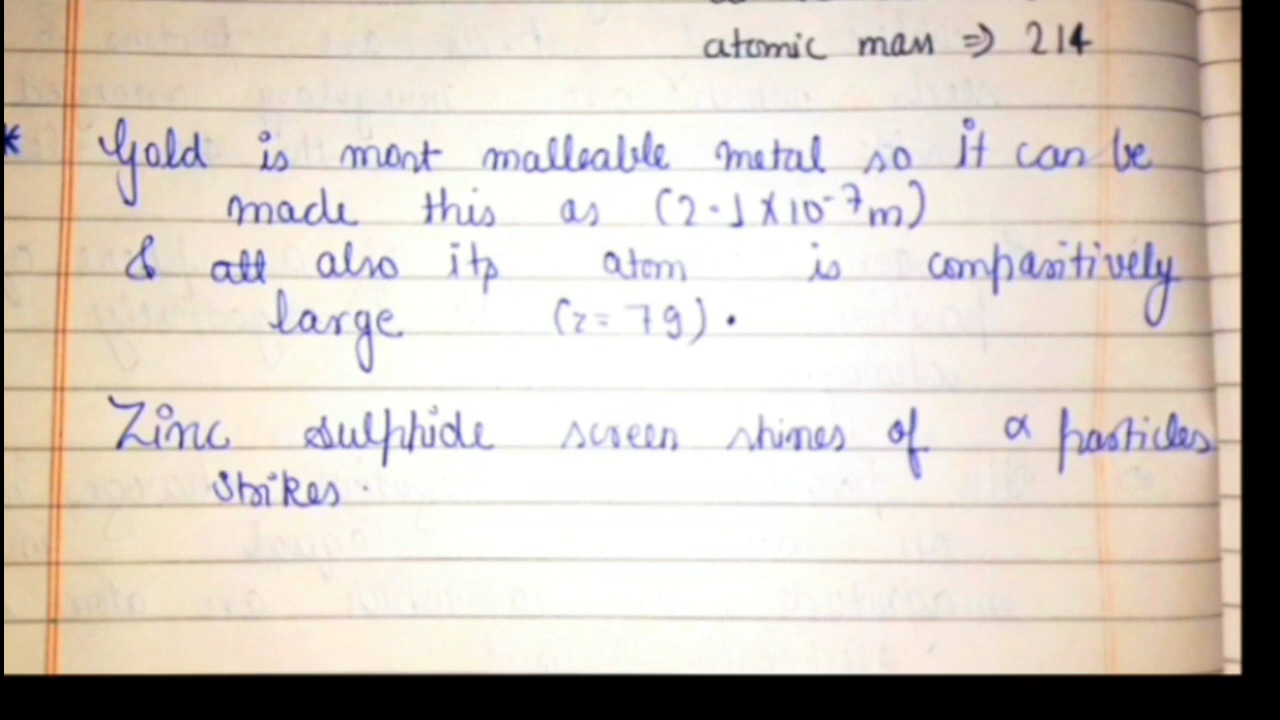 atomic mass => 214
* Gold is most malleable metal so it can be
made this as (2.1 X 10-7m)
& also its atom is comparitively
large (z=79).
Zinc sulphide screen shines of α particles
strikes.